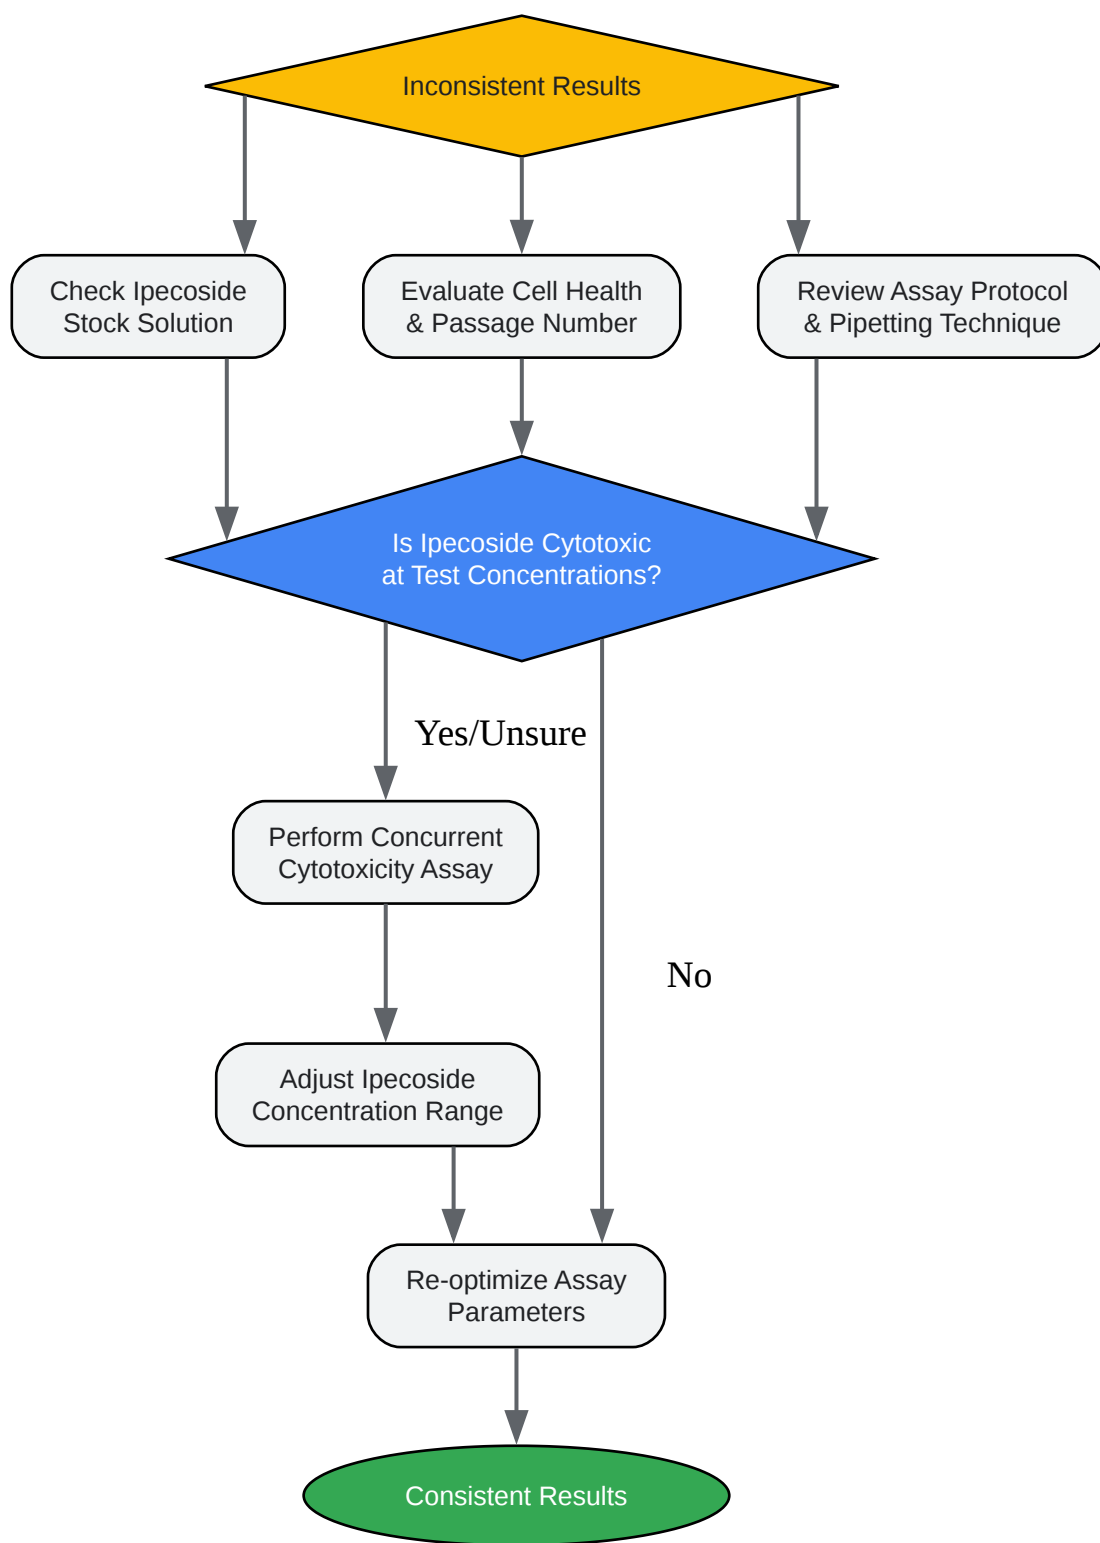 Inconsistent Results
Check Ipecoside
Stock Solution
Evaluate Cell Health
& Passage Number
Review Assay Protocol
& Pipetting Technique
Is Ipecoside Cytotoxic
at Test Concentrations?
Yes/Unsure
Perform Concurrent
Cytotoxicity Assay
No
Adjust Ipecoside
Concentration Range
Re-optimize Assay
Parameters
Consistent Results